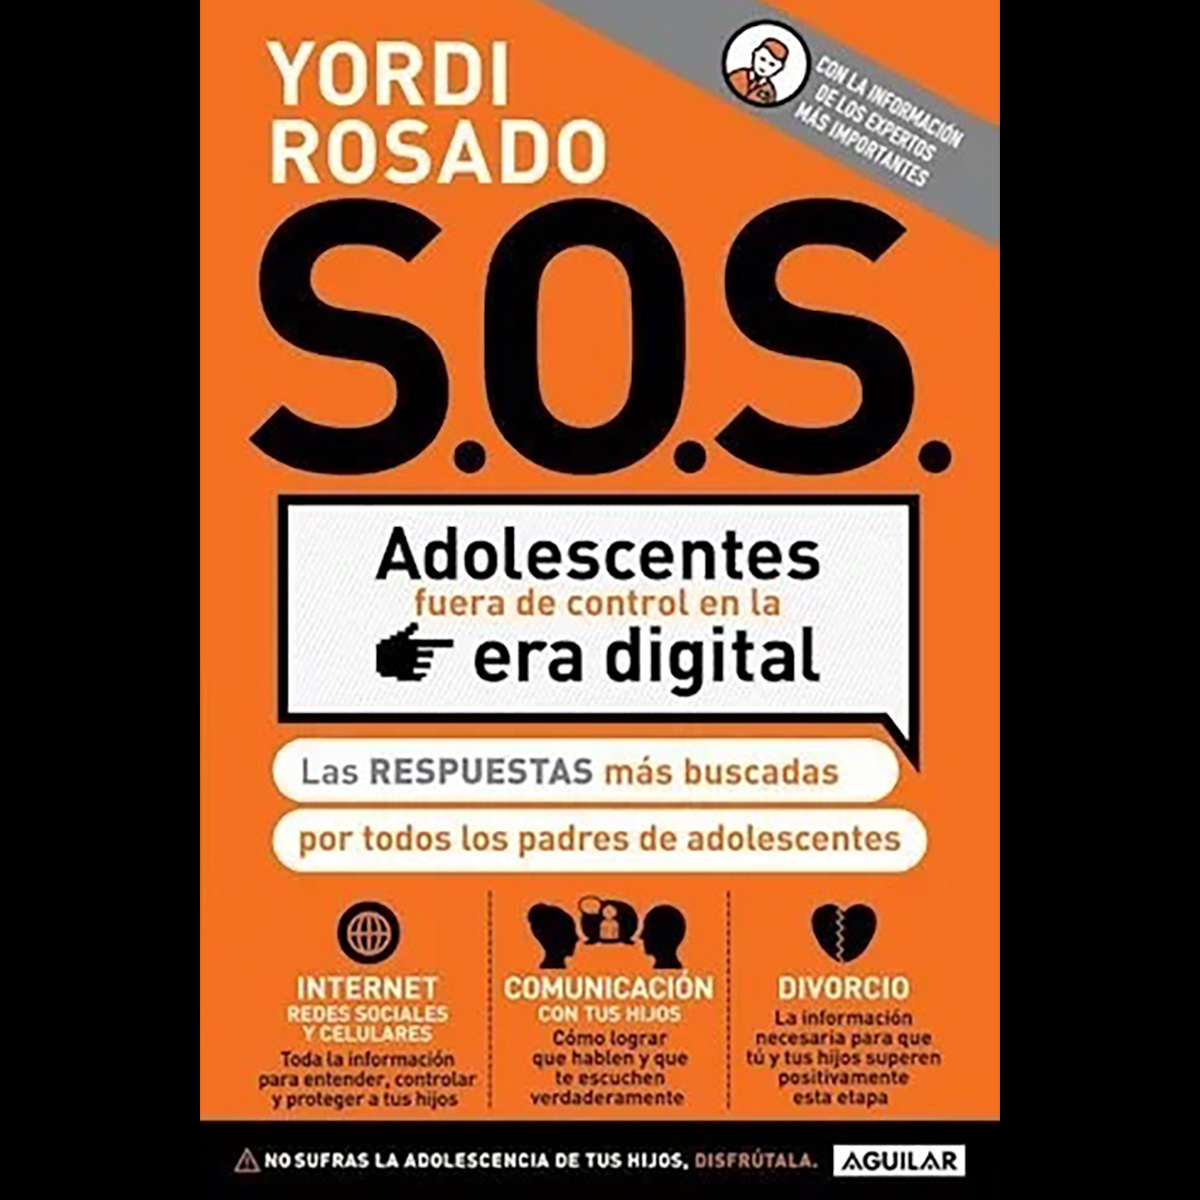 YORDI
ROSADO
CON LA INFORMACIÓN
DE LOS EXPERTOS
MÁS IMPORTANTES
S.O.S.
Adolescentes
fuera de control en la
era digital
Las RESPUESTAS más buscadas
por todos los padres de adolescentes
INTERNET
REDES SOCIALES
Y CELULARES
Toda la información
para entender, controlar
y proteger a tus hijos
COMUNICACIÓN
CON TUS HIJOS
Cómo lograr
que hablen y que
te escuchen
verdaderamente
DIVORCIO
La información
necesaria para que
tú y tus hijos superen
positivamente
esta etapa
NO SUFRAS LA ADOLESCENCIA DE TUS HIJOS, DISFRÚTALA.
AGUILAR